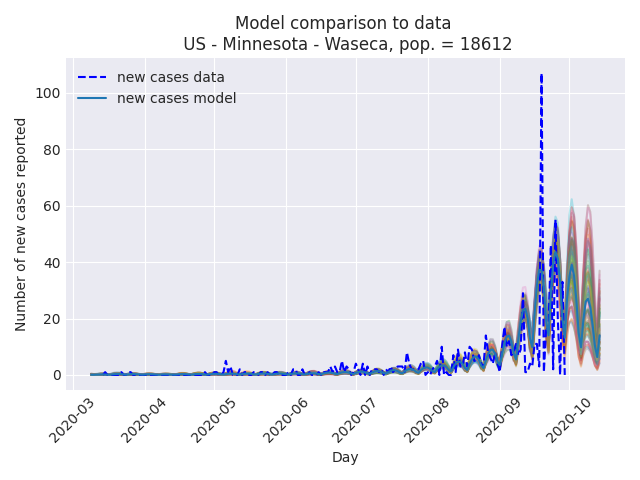 Model comparison to data
US - Minnesota - Waseca, pop. = 18612
new cases data
new cases model
Number of new cases reported
100
80
60
40
20
0
2020-03
2020-04
2020-05
2020-06
2020-07
2020-08
2020-09
2020-10
Day